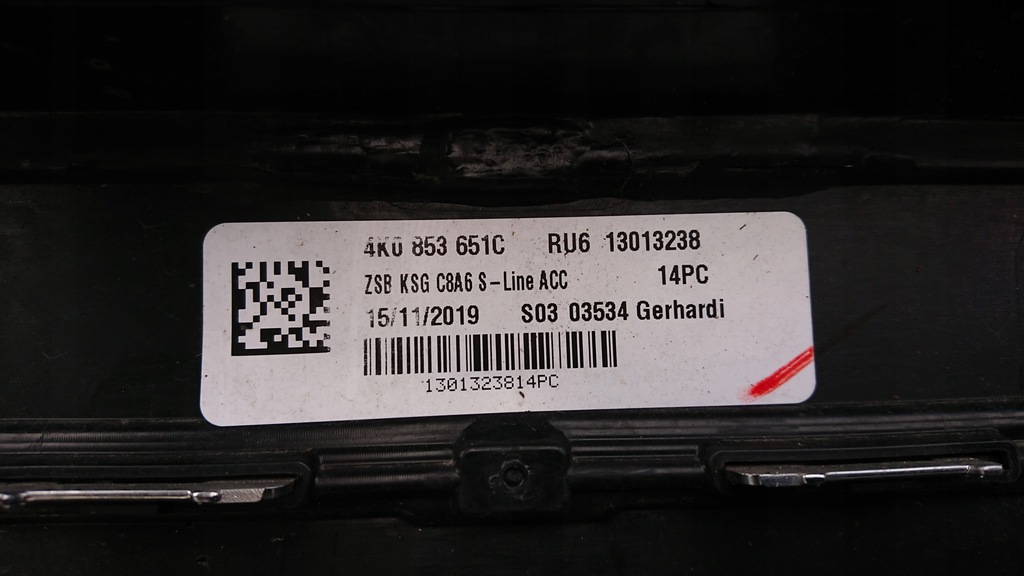 4K0 853 651C RU6 13013238
ZSB KSG C8A6 S-Line ACC 14PC
15/11/2019 S03 03534 Gerhardi
1301323814PC